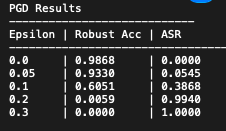 PGD Results
----------------------------
Epsilon | Robust Acc | ASR
---------------------------------
0.0 | 0.9868 | 0.0000
0.05 | 0.9330 | 0.0545
0.1 | 0.6051 | 0.3868
0.2 | 0.0059 | 0.9940
0.3 | 0.0000 | 1.0000